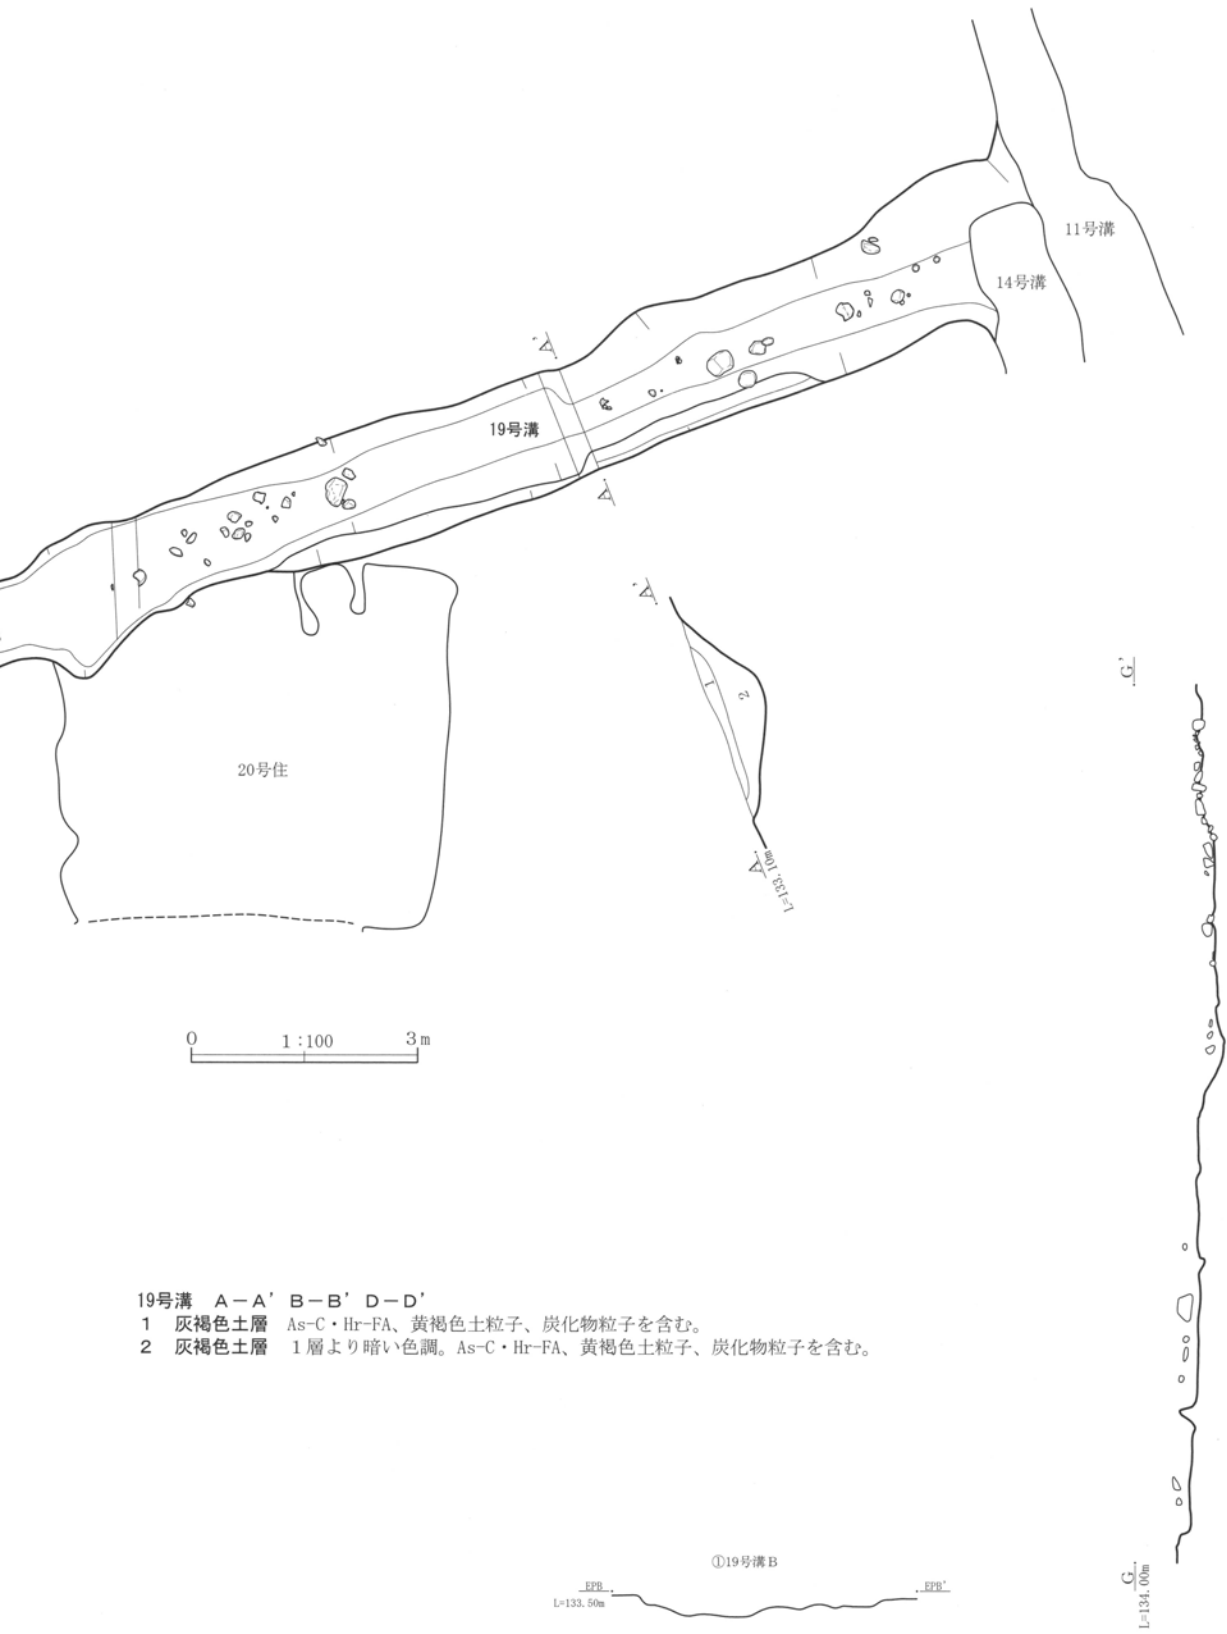 11号溝
14号溝
A'
19号溝
A
A'
1
2
G'
20号住
A
L=133.10m
0 1:100 3m
19号溝 A－A' B－B' D－D'
1 灰褐色土層 As-C・Hr-FA、黄褐色土粒子、炭化物粒子を含む。
2 灰褐色土層 1層より暗い色調。As-C・Hr-FA、黄褐色土粒子、炭化物粒子を含む。
①19号溝B
EPB
EPB'
L=133.50m
G
L=134.00m